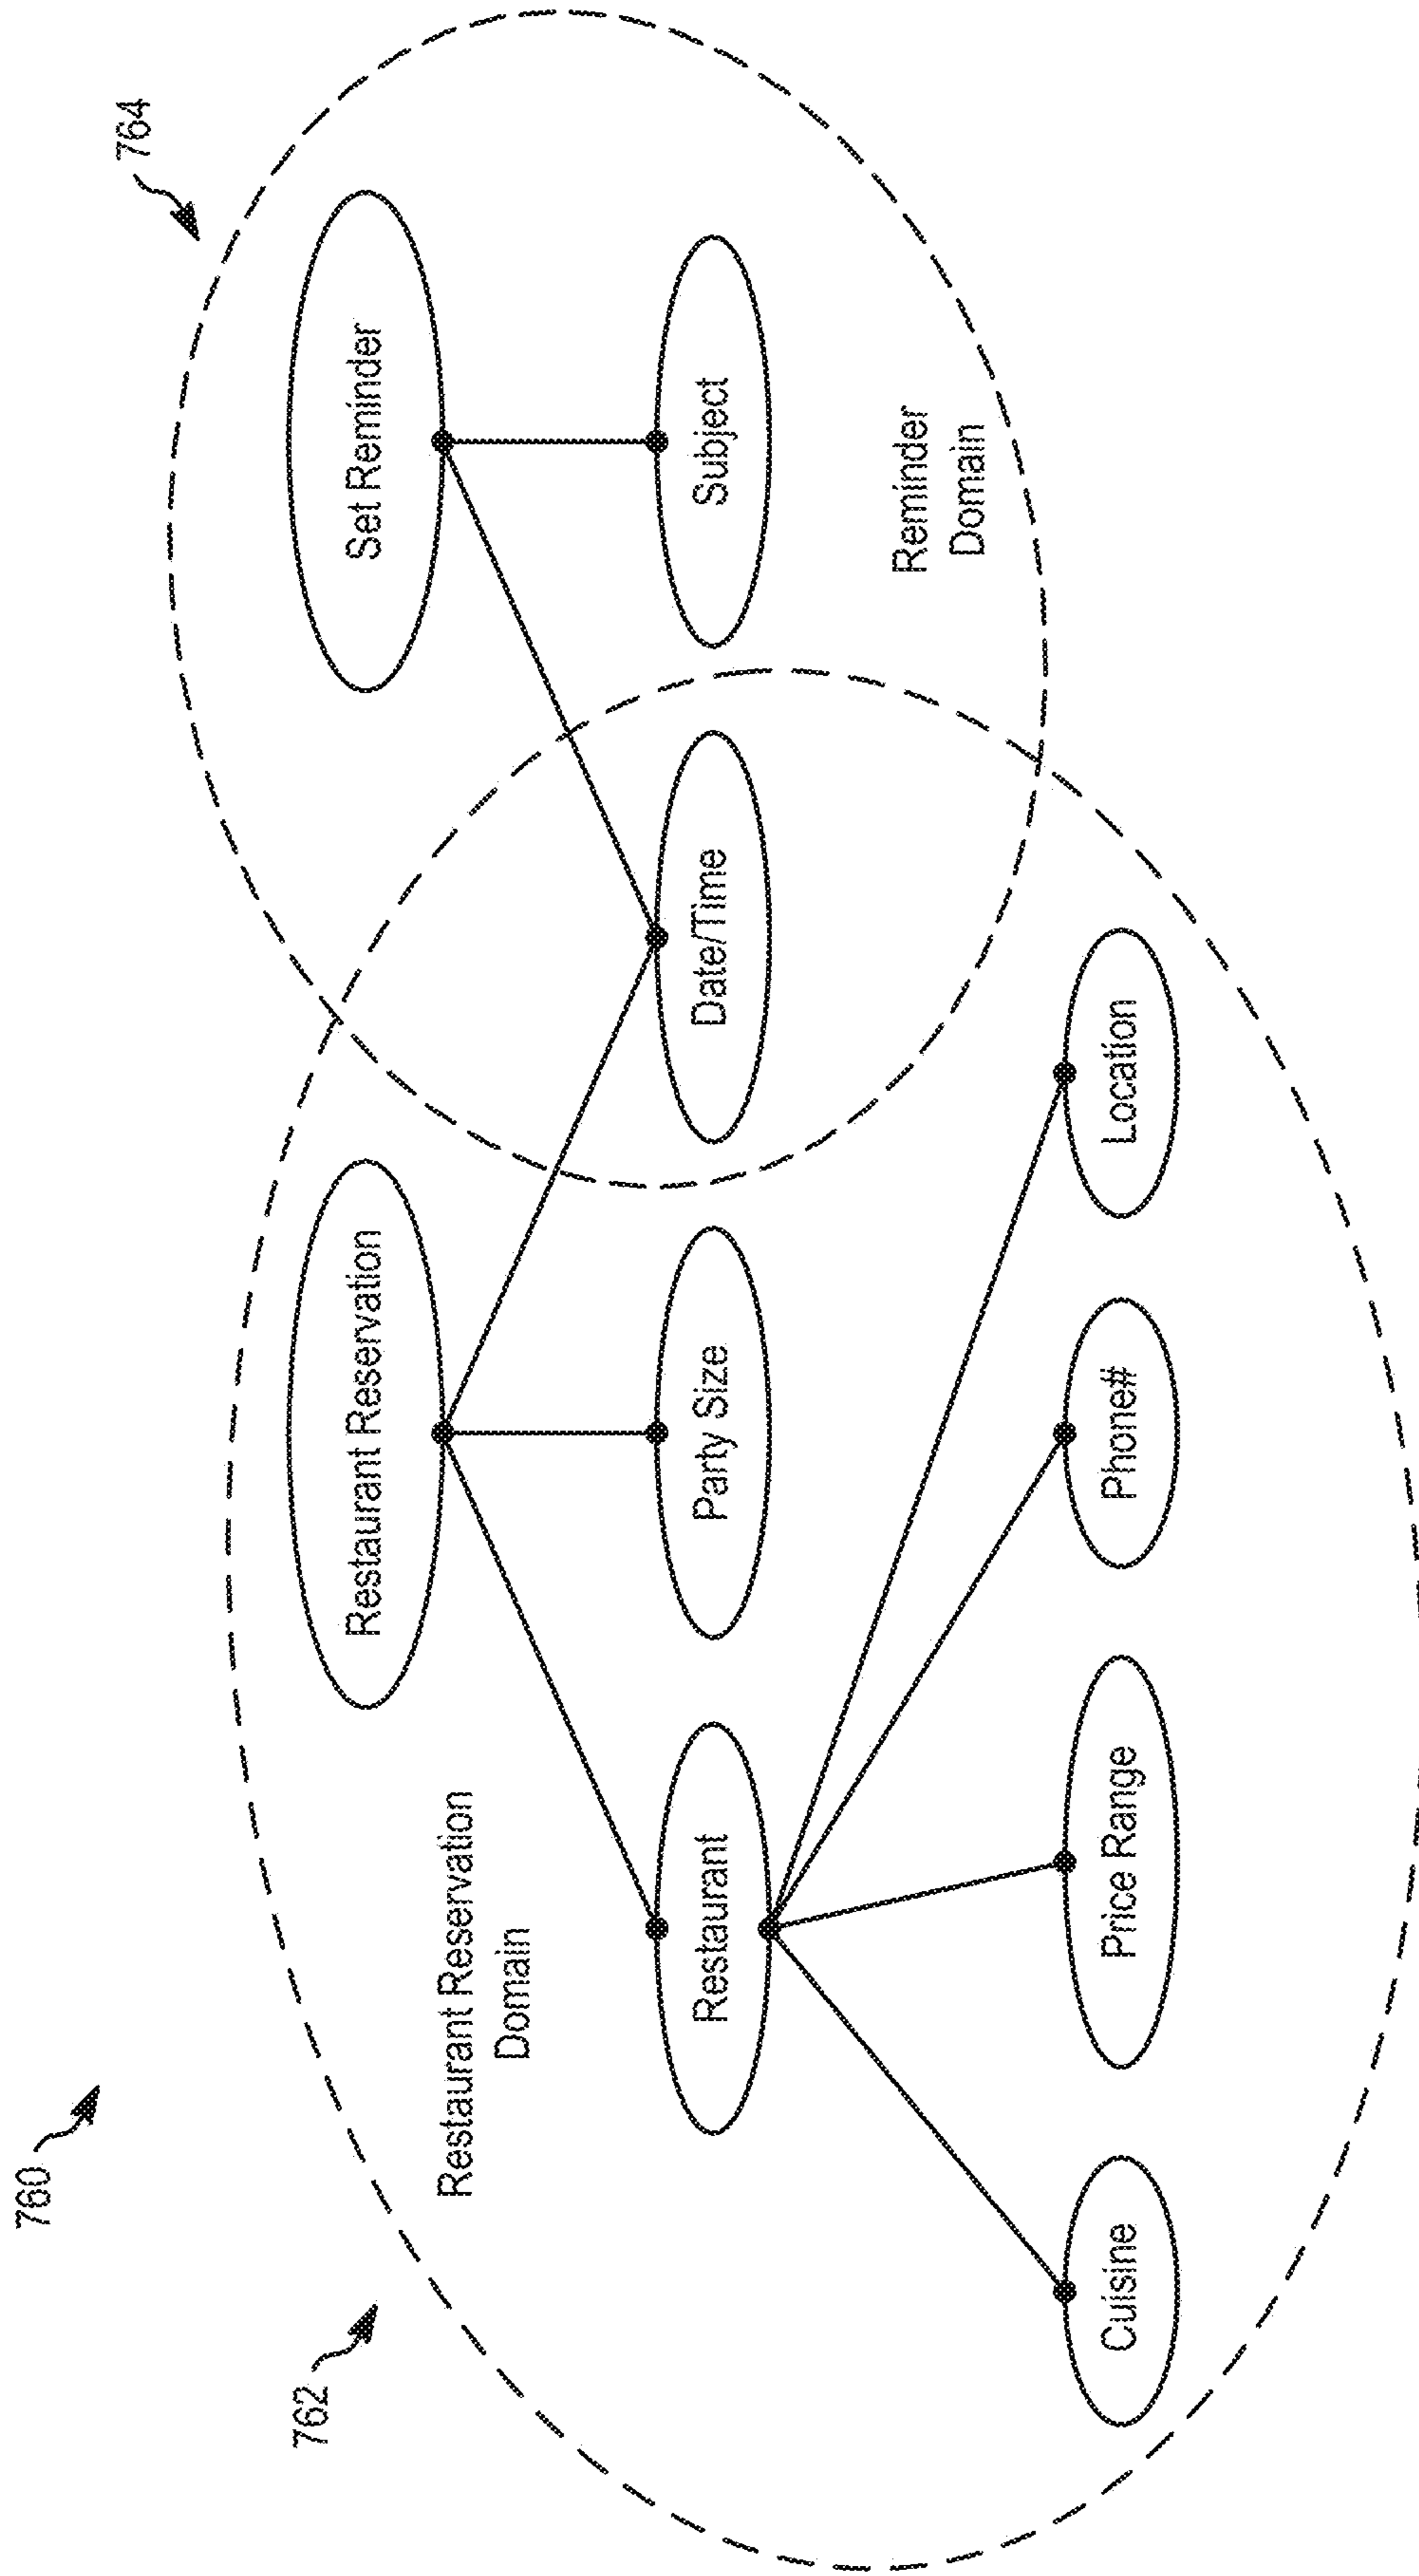 760
762
764
Restaurant Reservation
Set Reminder
Restaurant Reservation
Domain
Restaurant
Party Size
Date/Time
Subject
Reminder
Domain
Cuisine
Price Range
Phone#
Location